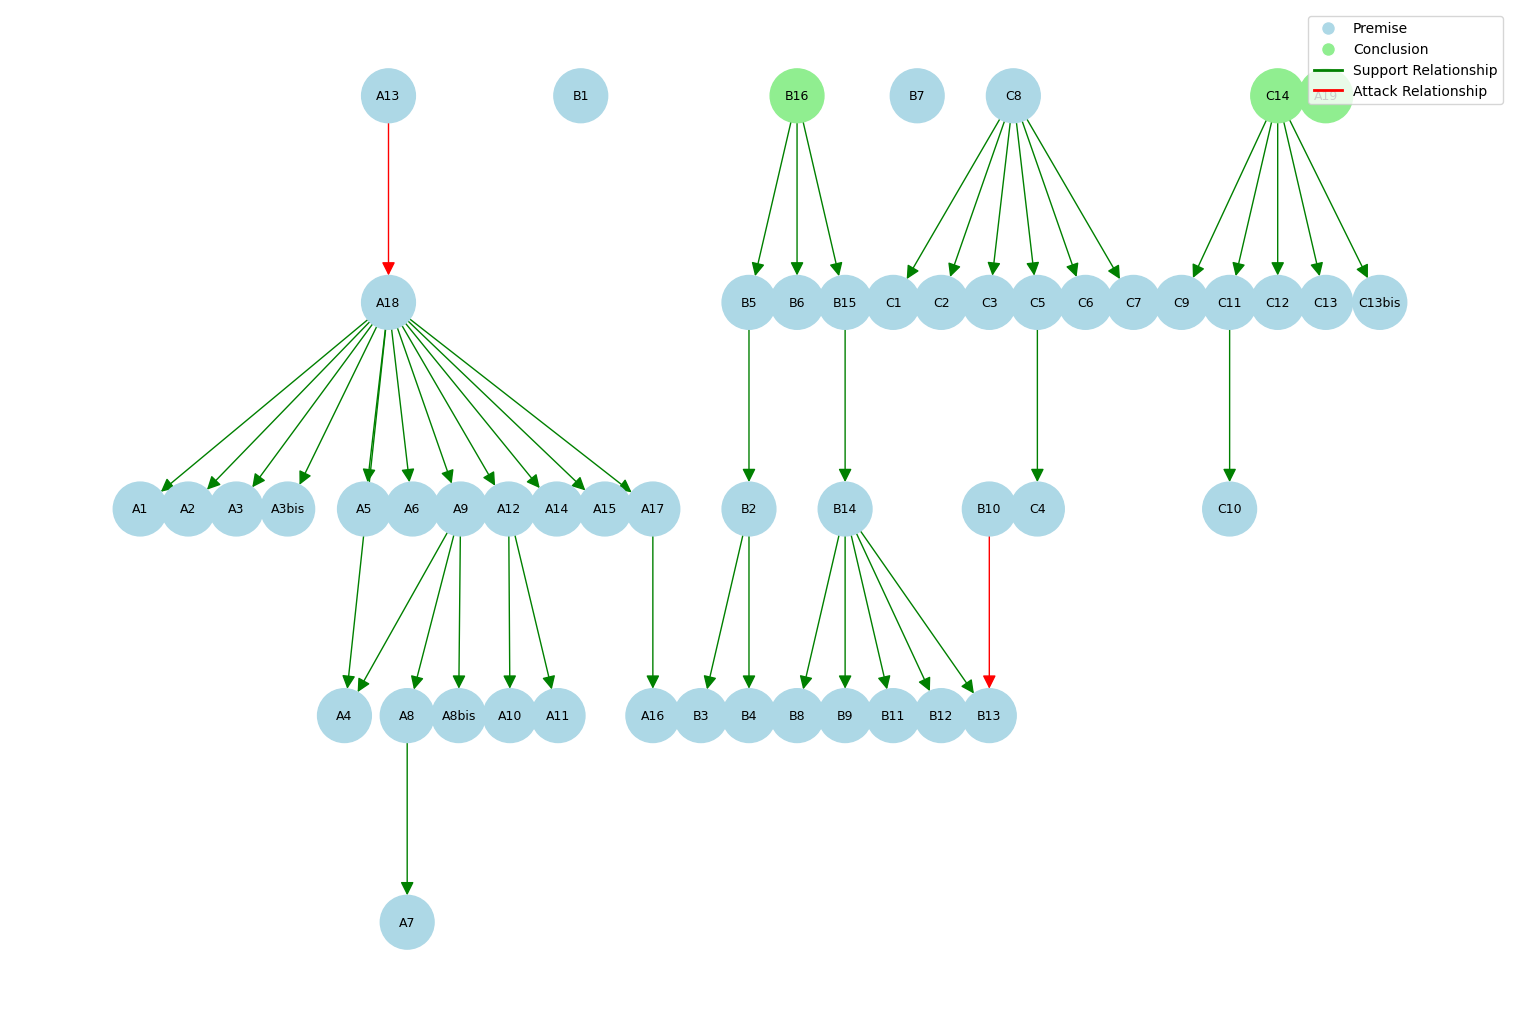 Premise
Conclusion
Support Relationship
Attack Relationship
A13
B1
B16
B7
C8
C14
A19
A18
B5
B6
B15
C1
C2
C3
C5
C6
C7
C9
C11
C12
C13
C13bis
A1
A2
A3
A3bis
A5
A6
A9
A12
A14
A15
A17
B2
B14
B10
C4
C10
A4
A8
A8bis
A10
A11
A16
B3
B4
B8
B9
B11
B12
B13
A7